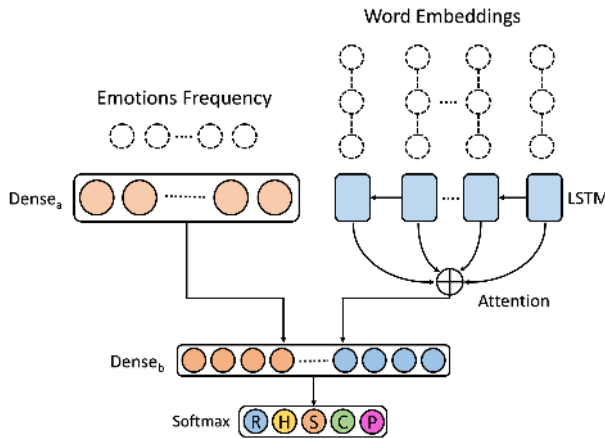 Word Embeddings
Emotions Frequency
Dense_a
LSTM
Attention
Dense_b
Softmax
R H S C P